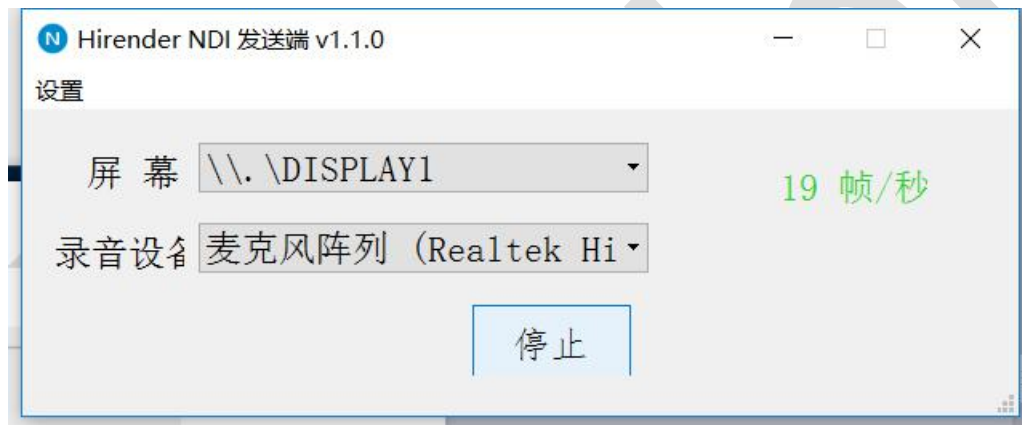 Hirender NDI 发送端 v1.1.0
设置
屏 幕 \\.\DISPLAY1
19 帧/秒
录音设备 麦克风阵列 (Realtek Hi
停止